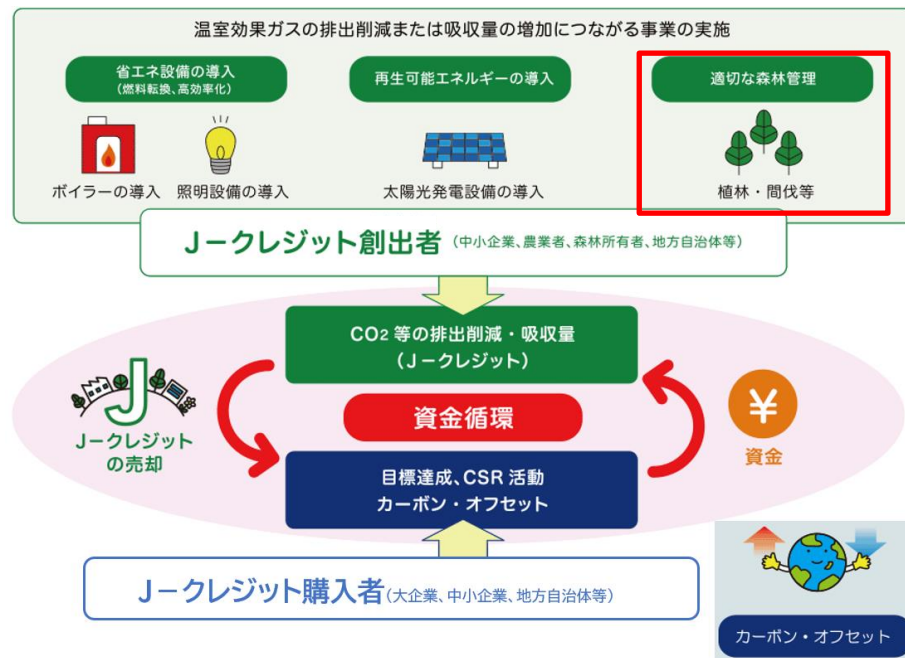 温室効果ガスの排出削減または吸収量の増加につながる事業の実施
省エネ設備の導入
(燃料転換、高効率化)
再生可能エネルギーの導入
適切な森林管理
ボイラーの導入
照明設備の導入
太陽光発電設備の導入
植林・間伐等
Jークレジット創出者(中小企業、農業者、森林所有者、地方自治体等)
CO2 等の排出削減・吸収量
(Jークレジット)
J
Jークレジット
の売却
資金循環
¥
資金
目標達成、CSR 活動
カーボン・オフセット
Jークレジット購入者(大企業、中小企業、地方自治体等)
カーボン・オフセット